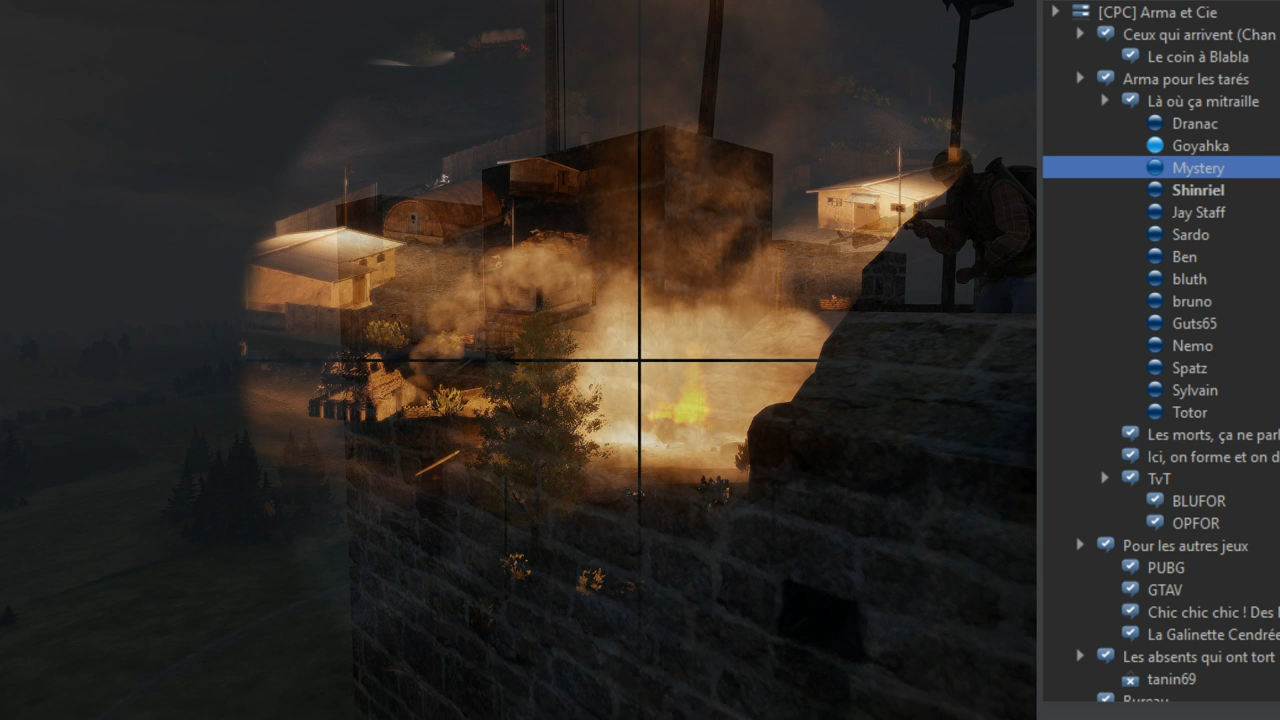 [CPC] Arma et Cie
Ceux qui arrivent (Chan
Le coin à Blabla
Arma pour les tarés
Là où ça mitraille
Dranac
Goyahka
Mystery
Shinriel
Jay Staff
Sardo
Ben
bluth
bruno
Guts65
Nemo
Spatz
Sylvain
Totor
Les morts, ça ne parl
Ici, on forme et on d
TvT
BLUFOR
OPFOR
Pour les autres jeux
PUBG
GTAV
Chic chic chic ! Des
La Galinette Cendrée
Les absents qui ont tort
tanin69
Bureau